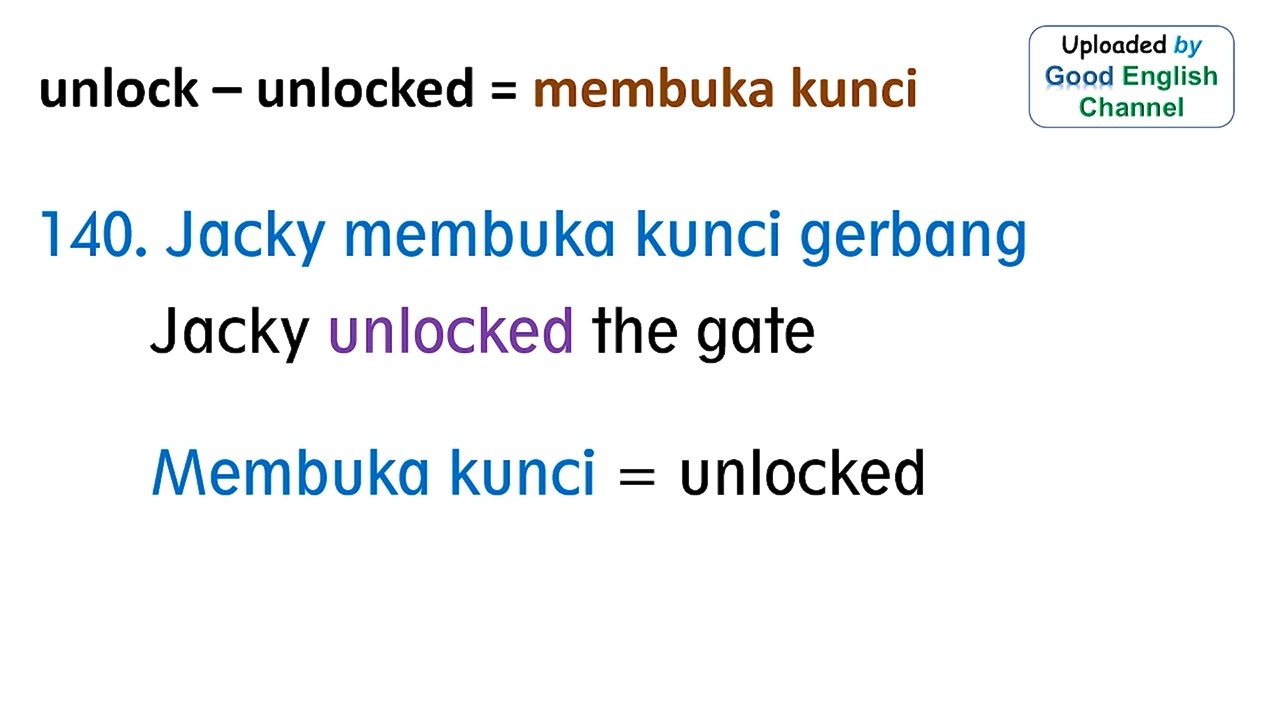 unlock – unlocked = membuka kunci
Uploaded by
Good English
Channel
140. Jacky membuka kunci gerbang
Jacky unlocked the gate
Membuka kunci = unlocked